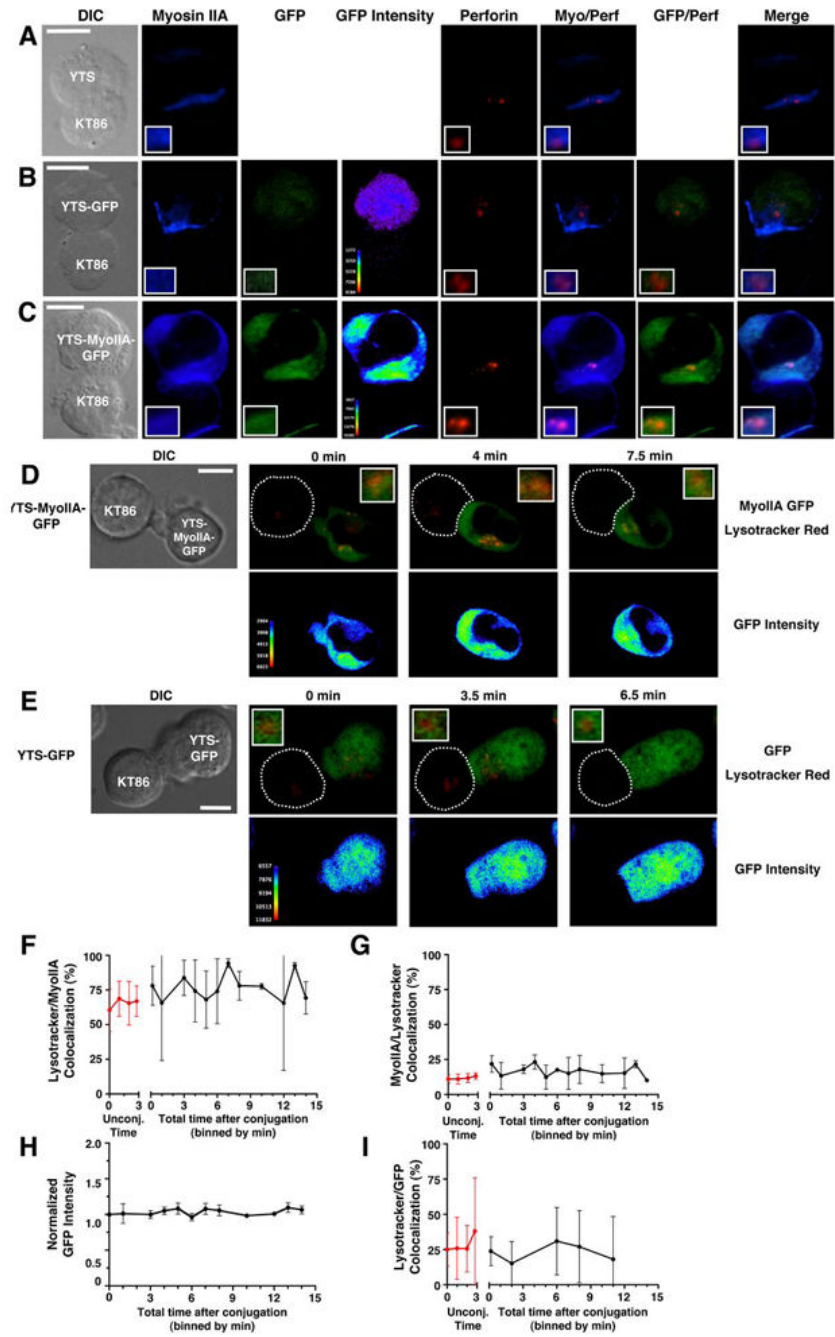 DIC Myosin IIA GFP GFP Intensity Perforin Myo/Perf GFP/Perf Merge
A
YTS
KT86
B
YTS-GFP
KT86
C
YTS-MyoIIA-
GFP
KT86
D
DIC 0 min 4 min 7.5 min
YTS-MyoIIA-
GFP
KT86
YTS-
MyoIIA-
GFP
MyoIIA GFP
Lysotracker Red
GFP Intensity
E
DIC 0 min 3.5 min 6.5 min
YTS-GFP
KT86
YTS-
GFP
GFP
Lysotracker Red
6557
7876
9194
10513
11832
GFP Intensity
F
Lysotracker/MyoIIA
Colocalization (%)
100
75
50
25
0
0 3 0 3 6 9 12 15
Unconj.
Time
Total time after conjugation
(binned by min)
G
MyoIIA/Lysotracker
Colocalization (%)
100
75
50
25
0
0 3 0 3 6 9 12 15
Unconj.
Time
Total time after conjugation
(binned by min)
H
Normalized
GFP Intensity
2.0
1.5
1.0
0.5
0
0 3 6 9 12 15
Total time after conjugation
(binned by min)
I
Lysotracker/GFP
Colocalization (%)
100
75
50
25
0
0 3 0 3 6 9 12 15
Unconj.
Time
Total time after conjugation
(binned by min)